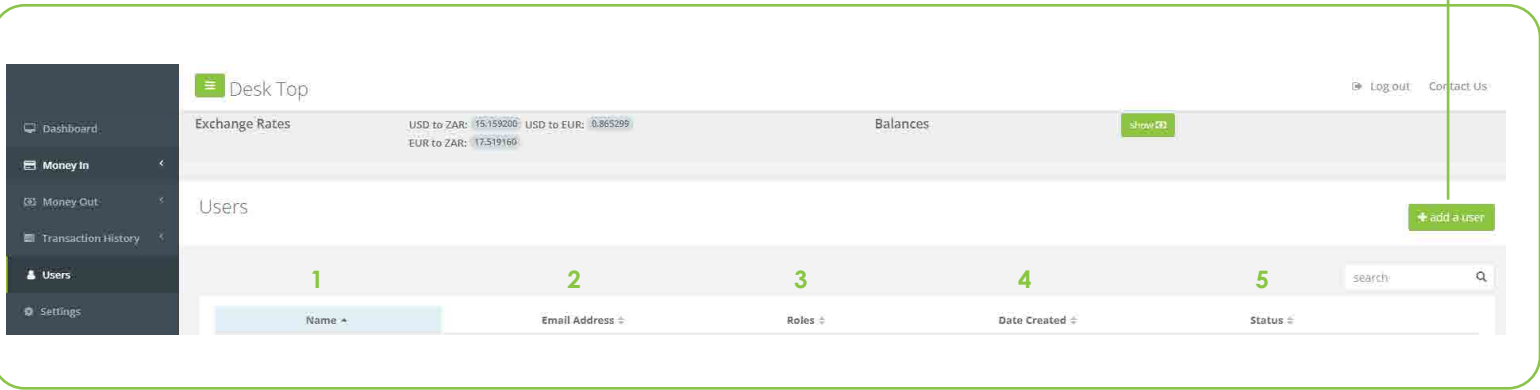 Desk Top
Log out Contact Us
Dashboard
Exchange Rates USD to ZAR: 15.159200 USD to EUR: 0.865299 Balances show
EUR to ZAR: 17.519160
Money In
Money Out
Users
+ add a user
Transaction History
Users
1 2 3 4 5
search
Settings
Name Email Address Roles Date Created Status